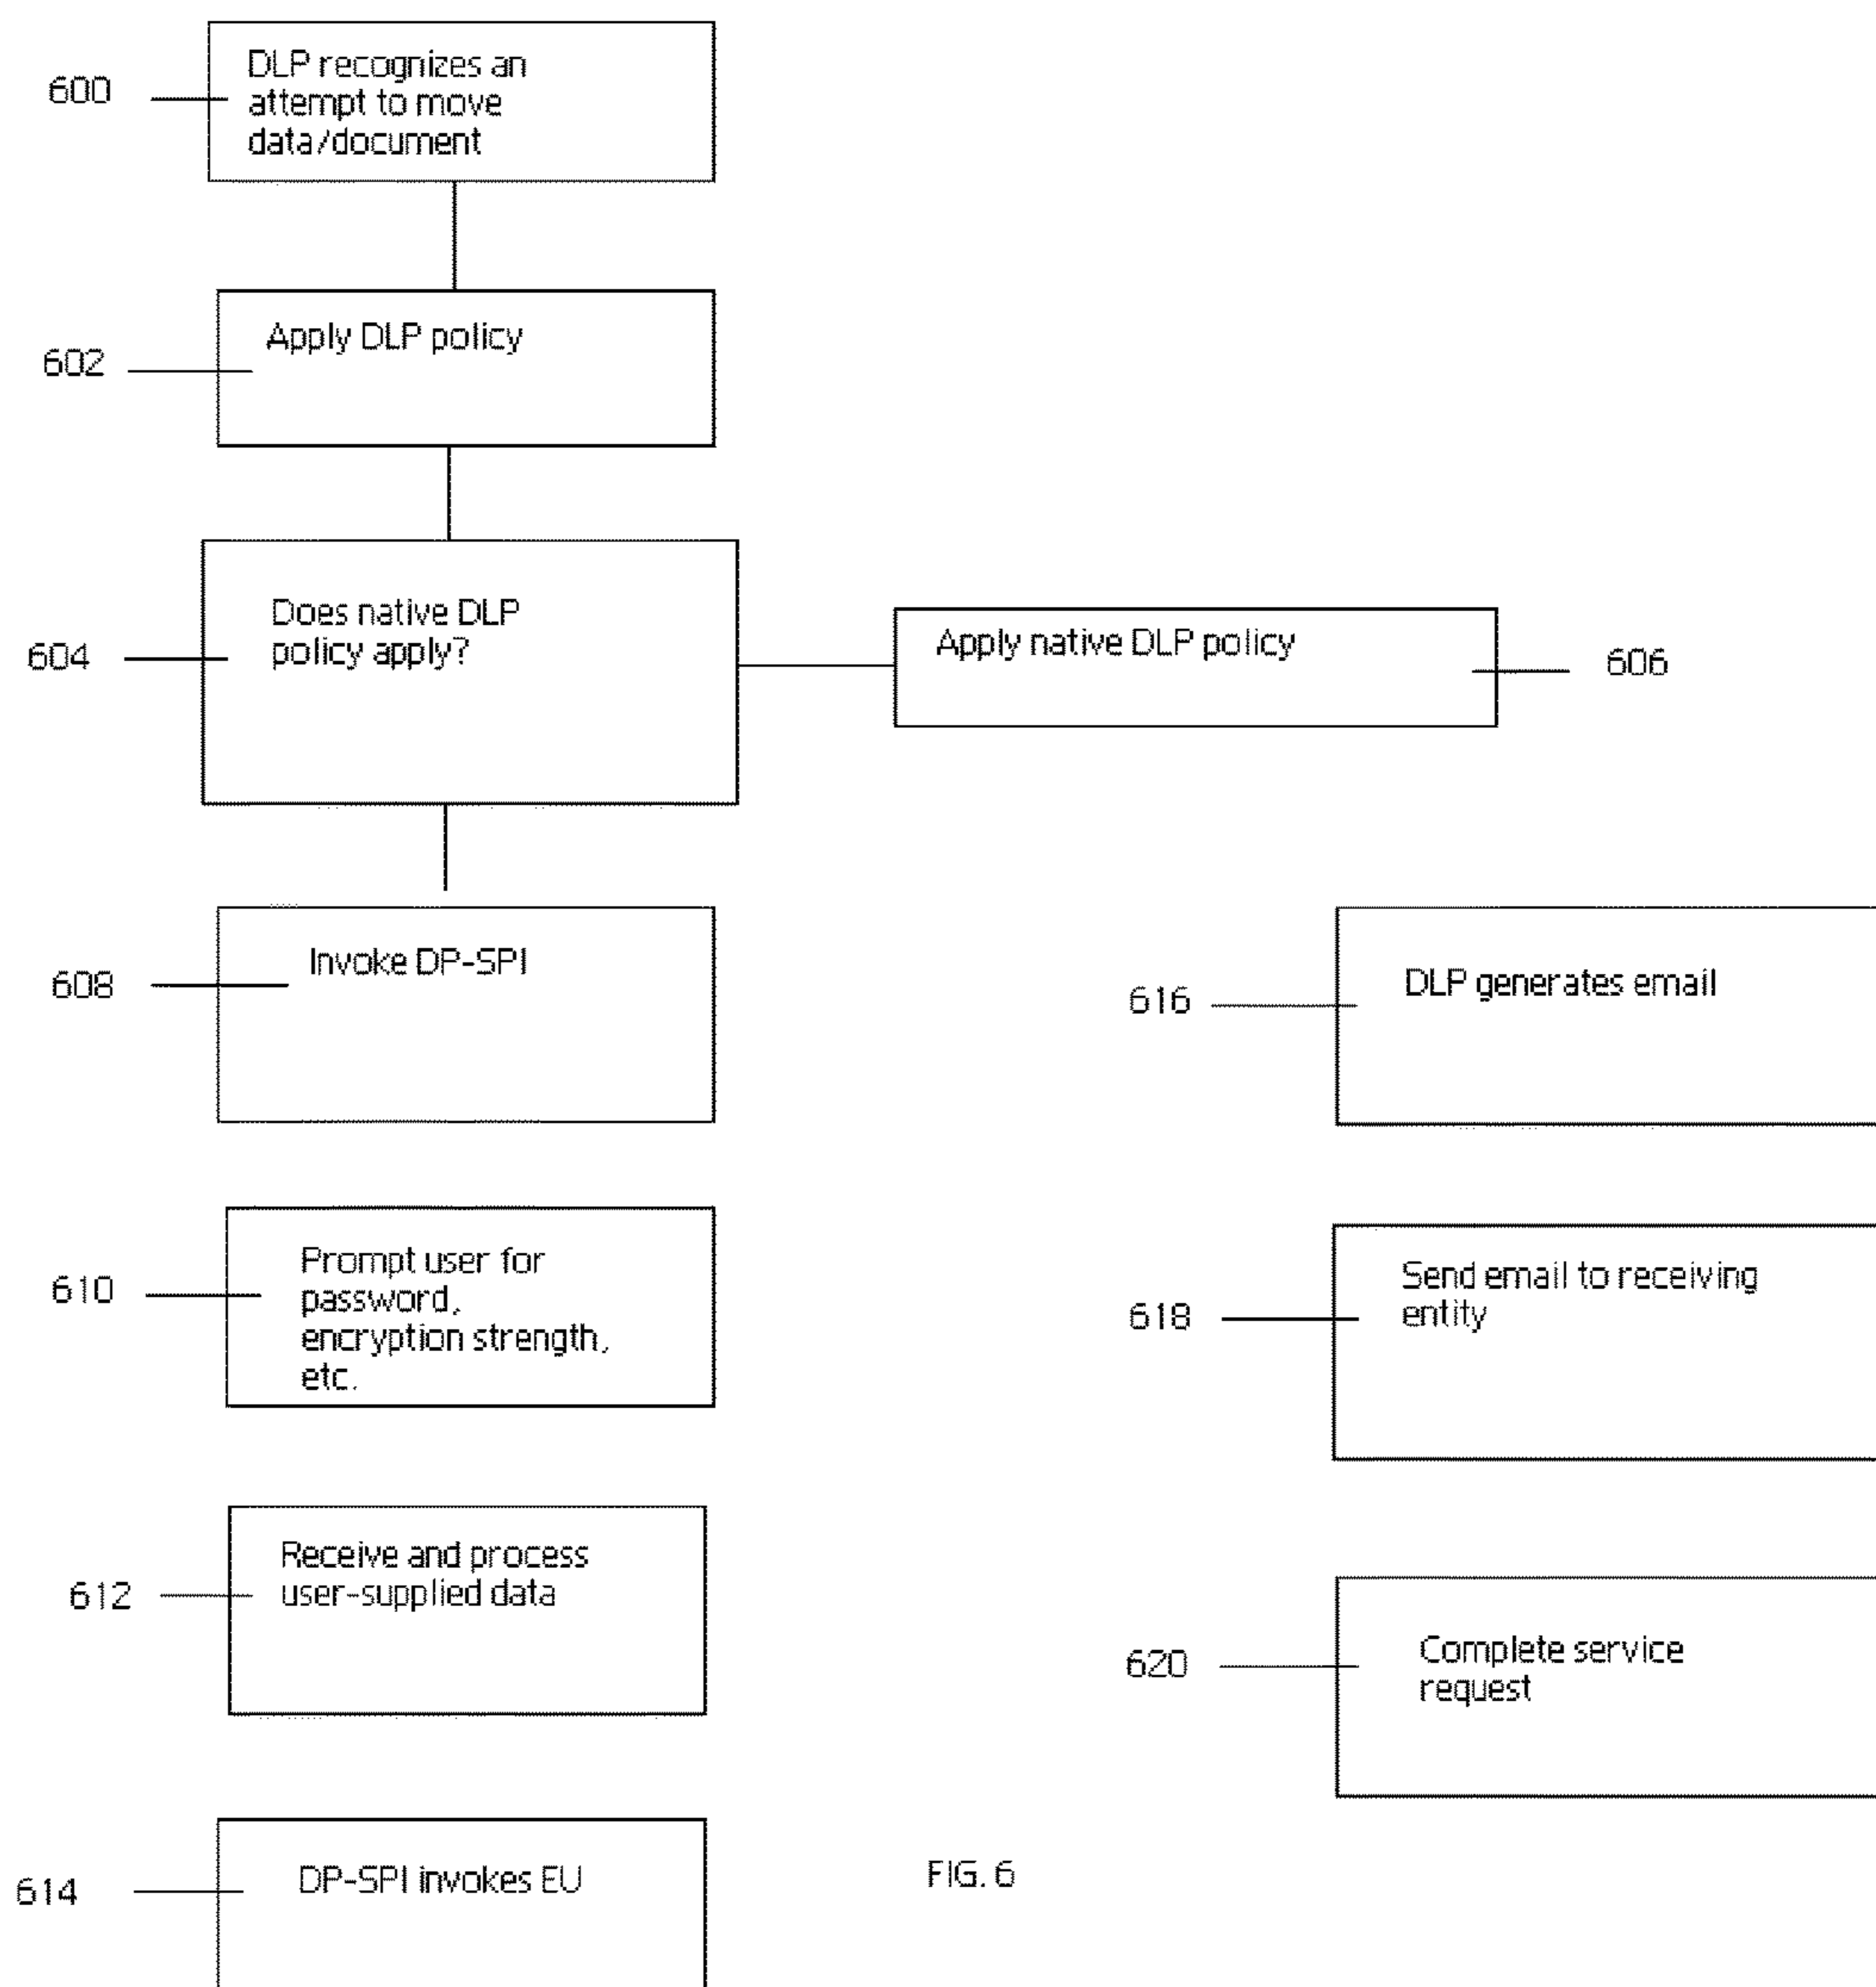 600
DLP recognizes an
attempt to move
data/document
602
Apply DLP policy
604
Does native DLP
policy apply?
Apply native DLP policy
606
608
Invoke DP-SPI
610
Prompt user for
password,
encryption strength,
etc.
612
Receive and process
user-supplied data
614
DP-SPI invokes EU
616
DLP generates email
618
Send email to receiving
entity
620
Complete service
request
FIG. 6